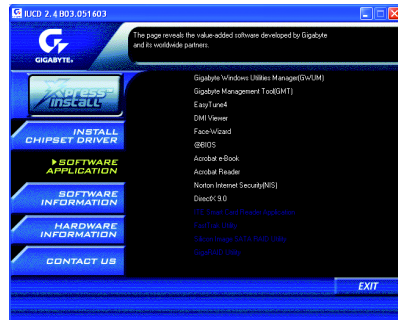 IUCD 2.4 B03.051603
The page reveals the value-added software developed by Gigabyte
and its worldwide partners.
GIGABYTE
Xpress
INSTALL
INSTALL
CHIPSET DRIVER
SOFTWARE
APPLICATION
SOFTWARE
INFORMATION
HARDWARE
INFORMATION
CONTACT US
Gigabyte Windows Utilities Manager(GWUM)
Gigabyte Management Tool(GMT)
EasyTune4
DMI Viewer
Face-Wizard
@BIOS
Acrobat e-Book
Acrobat Reader
Norton Internet Security(NIS)
DirectX 9.0
EXIT